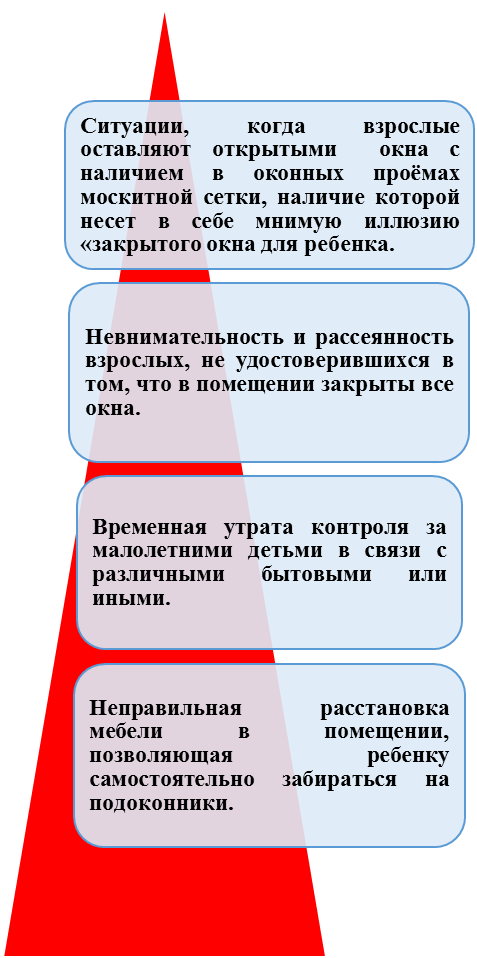 Ситуации, когда взрослые
оставляют открытыми окна с
наличием в оконных проёмах
москитной сетки, наличие которой
несет в себе мнимую иллюзию
«закрытого окна для ребенка.
Невнимательность и рассеянность
взрослых, не удостоверившихся в
том, что в помещении закрыты все
окна.
Временная утрата контроля за
малолетними детьми в связи с
различными бытовыми или
иными.
Неправильная расстановка
мебели в помещении,
позволяющая ребенку
самостоятельно забираться на
подоконники.